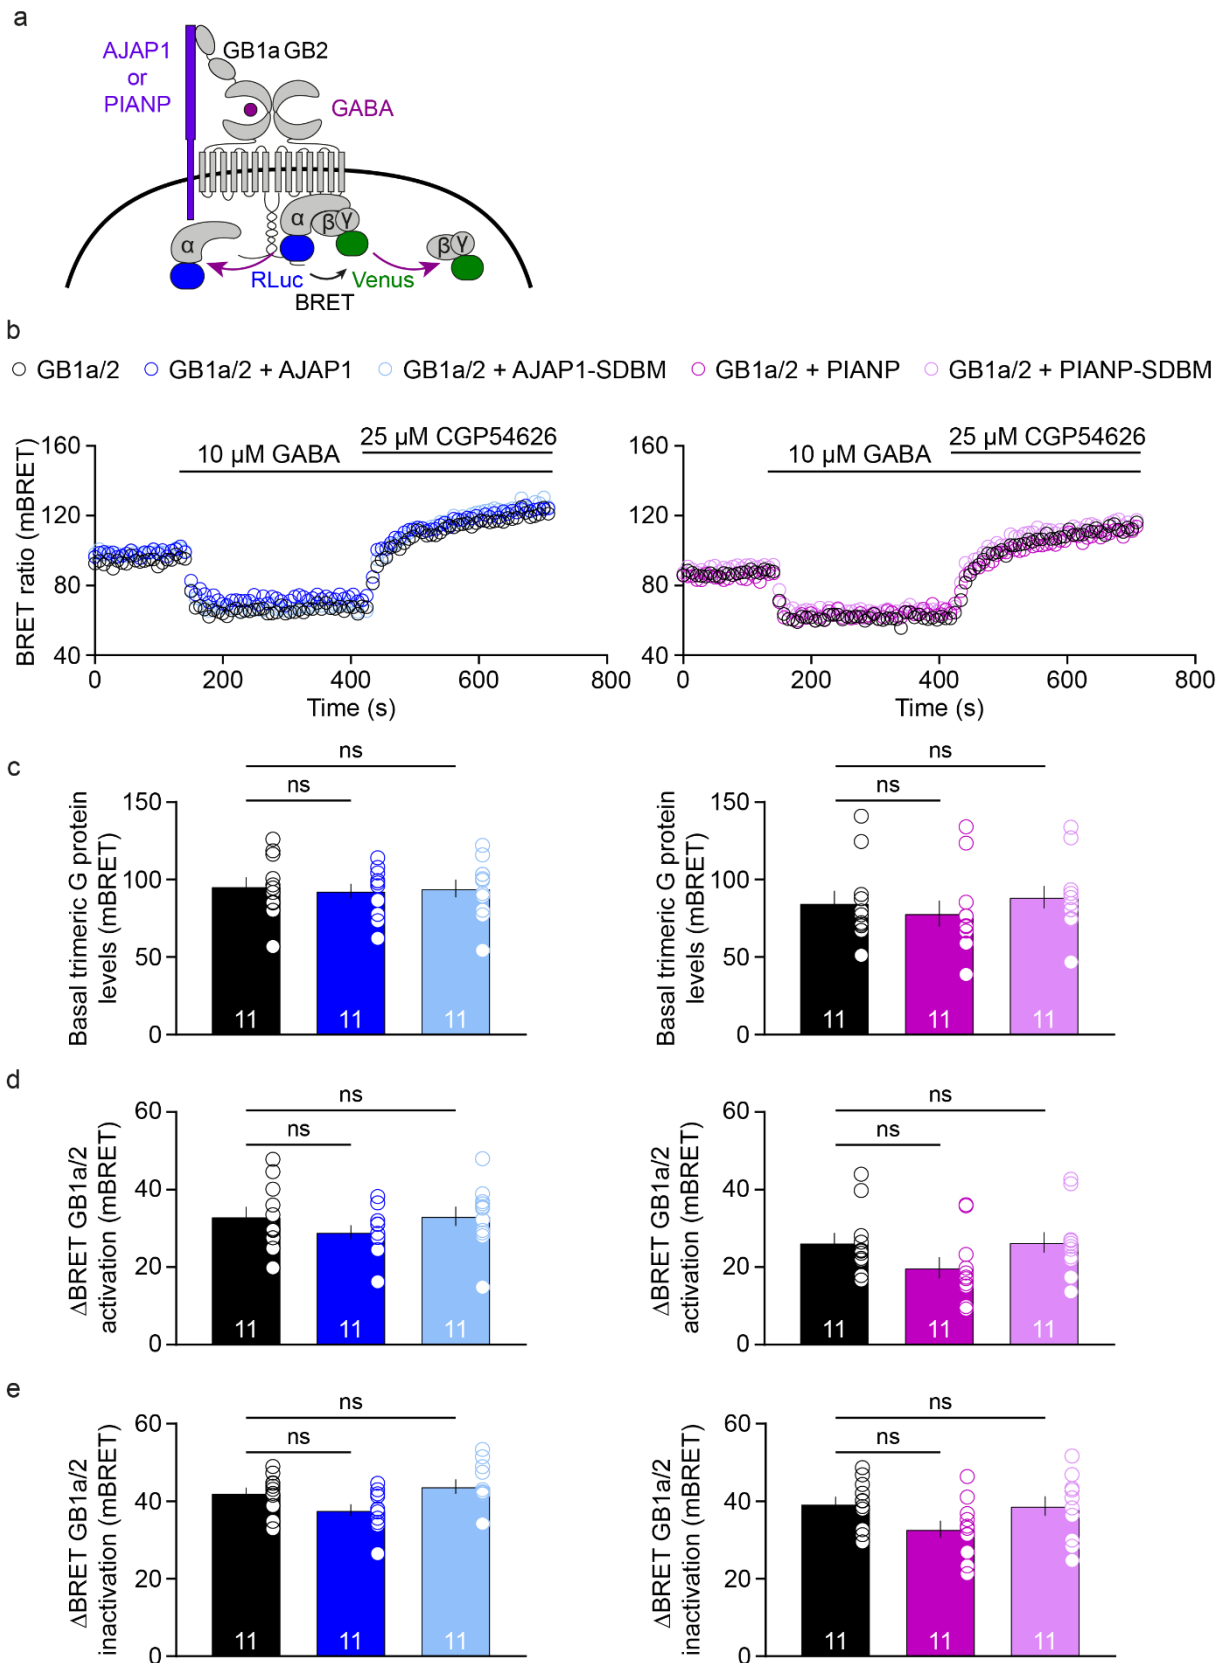 a
AJAP1
or
PIANP
GB1a GB2
GABA
α
α
β γ
β γ
RLuc
Venus
BRET
b
GB1a/2
GB1a/2 + AJAP1
GB1a/2 + AJAP1-SDBM
GB1a/2 + PIANP
GB1a/2 + PIANP-SDBM
BRET ratio (mBRET)
160
120
80
40
10 µM GABA
25 µM CGP54626
0
200
400
600
800
Time (s)
160
120
80
40
10 µM GABA
25 µM CGP54626
0
200
400
600
800
Time (s)
c
Basal trimeric G protein
levels (mBRET)
150
100
50
0
ns
ns
11
11
11
Basal trimeric G protein
levels (mBRET)
150
100
50
0
ns
ns
11
11
11
d
ΔBRET GB1a/2
activation (mBRET)
60
40
20
0
ns
ns
11
11
11
ΔBRET GB1a/2
activation (mBRET)
60
40
20
0
ns
ns
11
11
11
e
ΔBRET GB1a/2
inactivation (mBRET)
60
40
20
0
ns
ns
11
11
11
ΔBRET GB1a/2
inactivation (mBRET)
60
40
20
0
ns
ns
11
11
11